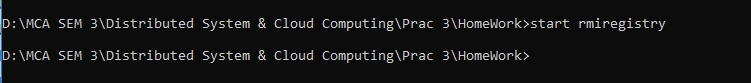 D:\MCA SEM 3\Distributed System & Cloud Computing\Prac 3\HomeWork>start rmiregistry
D:\MCA SEM 3\Distributed System & Cloud Computing\Prac 3\HomeWork>